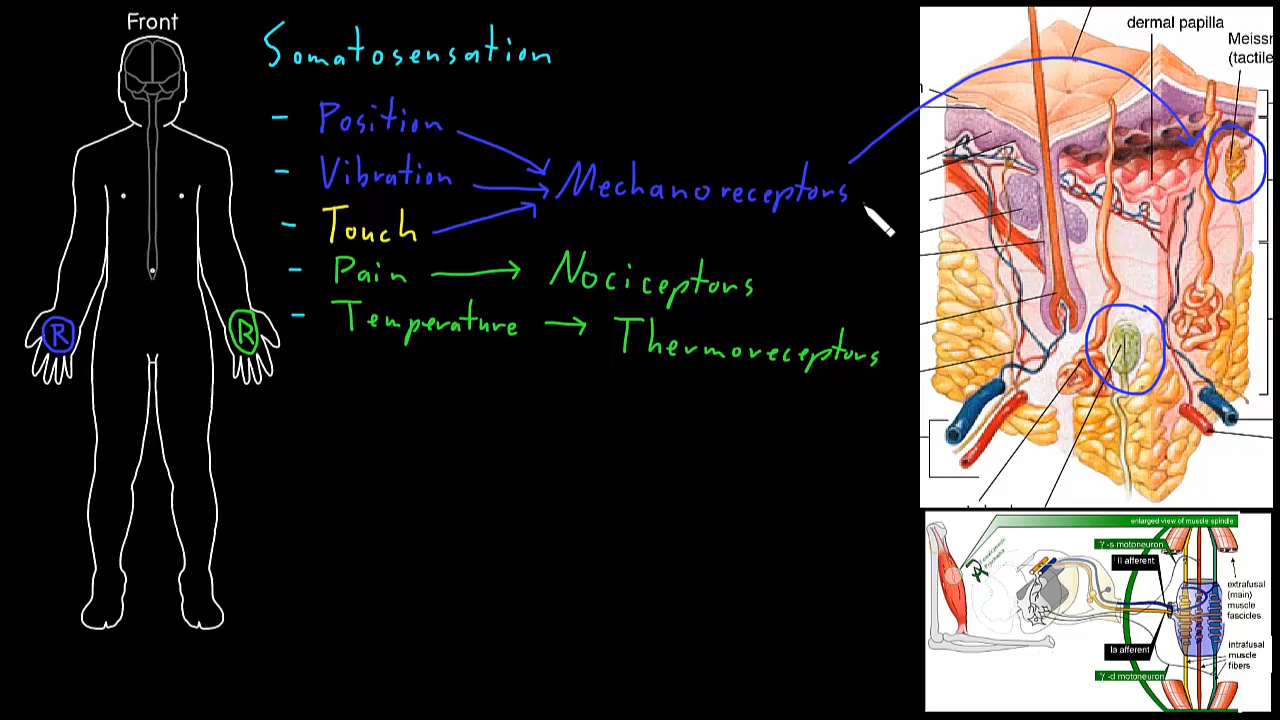 Front
Somatosensation
- Position
- Vibration
Mechanoreceptors
- Touch
- Pain → Nociceptors
- Temperature → Thermoreceptors
R
R
dermal papilla
Meissn
(tactile
enlarged view of muscle spindle
γ-s motoneuron
II afferent
extrafusal
(main)
muscle
fascicles
Ia afferent
intrafusal
muscle
fibers
γ-d motoneuron